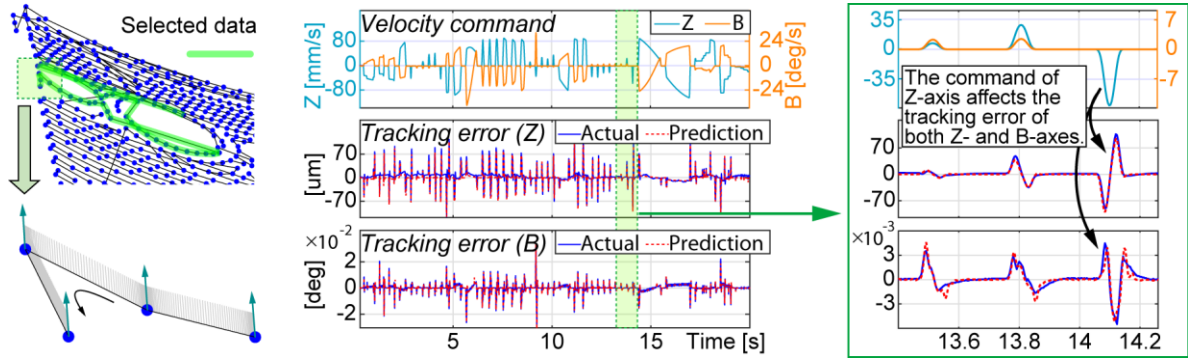 Selected data
Velocity command
Z
B
Z [mm/s]
80
0
-80
24
0
-24
B [deg/s]
Tracking error (Z)
Actual
Prediction
[um]
70
0
-70
×10-2
Tracking error (B)
Actual
Prediction
[deg]
2
0
-2
5
10
15
Time [s]
35
0
-35
7
0
-7
The command of
Z-axis affects the
tracking error of
both Z- and B-axes.
70
0
-70
×10-3
3
0
-3
13.6
13.8
14
14.2